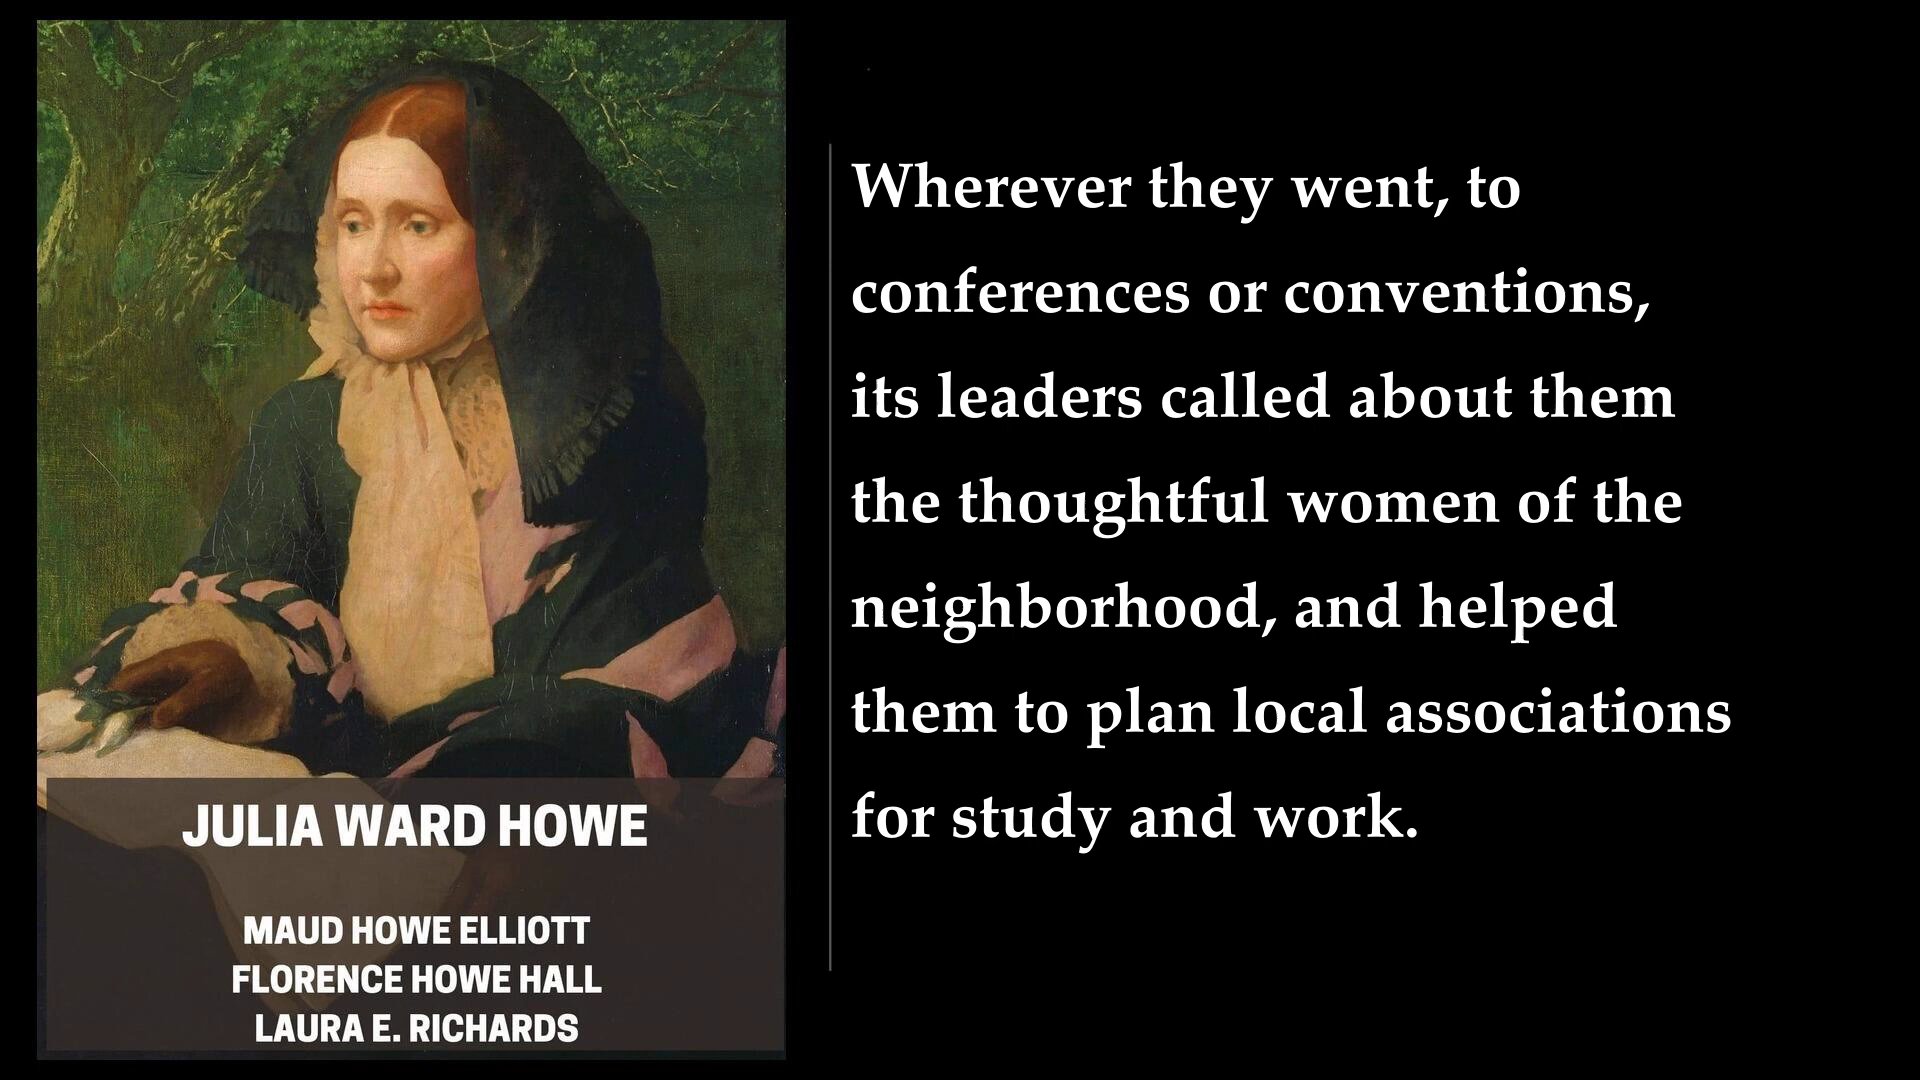 JULIA WARD HOWE
MAUD HOWE ELLIOTT
FLORENCE HOWE HALL
LAURA E. RICHARDS
Wherever they went, to
conferences or conventions,
its leaders called about them
the thoughtful women of the
neighborhood, and helped
them to plan local associations
for study and work.